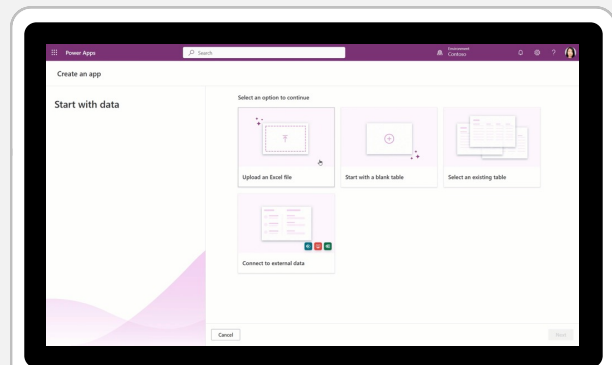 Power Apps
Search
Environment
Contoso
?
Create an app
Start with data
Select an option to continue
Upload an Excel file
Start with a blank table
Select an existing table
Connect to external data
Cancel
Next